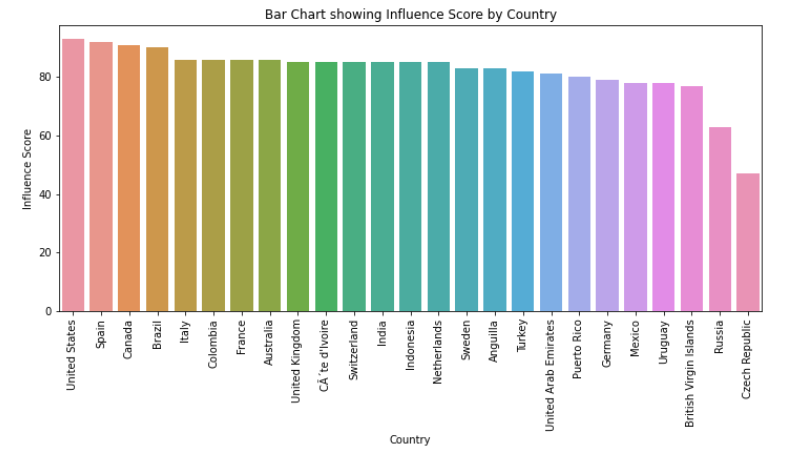 Bar Chart showing Influence Score by Country
Influence Score
80
60
40
20
0
United States
Spain
Canada
Brazil
Italy
Colombia
France
Australia
United Kingdom
CÃ´te d'Ivoire
Switzerland
India
Indonesia
Netherlands
Sweden
Anguilla
Turkey
United Arab Emirates
Puerto Rico
Germany
Mexico
Uruguay
British Virgin Islands
Russia
Czech Republic
Country